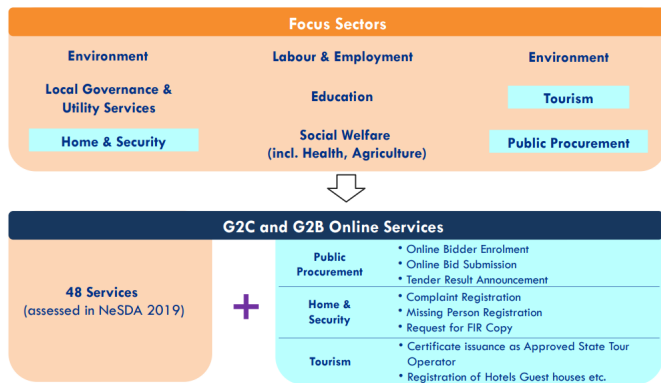 Focus Sectors
Environment
Labour & Employment
Environment
Local Governance &
Utility Services
Education
Tourism
Home & Security
Social Welfare
(incl. Health, Agriculture)
Public Procurement
G2C and G2B Online Services
48 Services
(assessed in NeSDA 2019)
+
Public
Procurement
• Online Bidder Enrolment
• Online Bid Submission
• Tender Result Announcement
Home &
Security
• Complaint Registration
• Missing Person Registration
• Request for FIR Copy
Tourism
• Certificate issuance as Approved State Tour
Operator
• Registration of Hotels Guest houses etc.